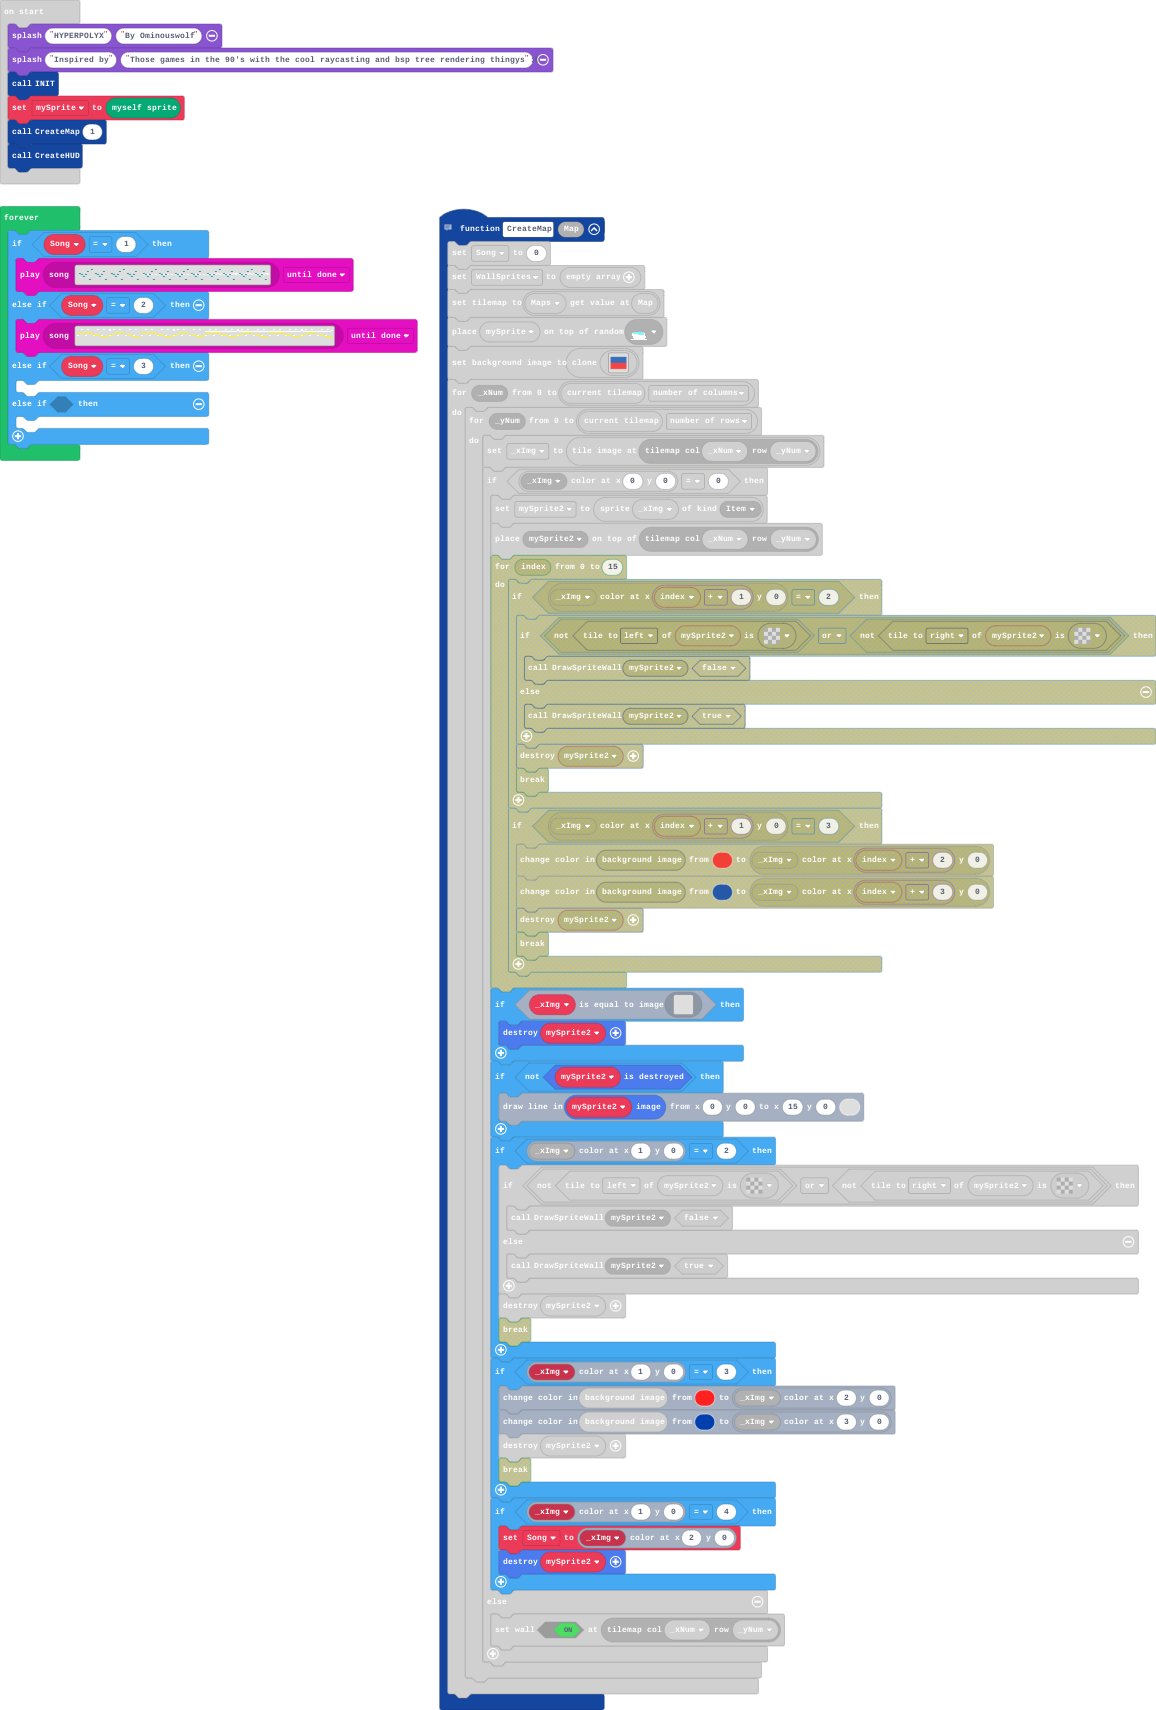 on start
splash "HYPERPOLYX" "By Ominouswolf"
splash "Inspired by" "Those games in the 90's with the cool raycasting and bsp tree rendering thingys"
call INIT
set mySprite to myself sprite
call CreateMap 1
call CreateHUD
forever
if Song = 1 then
play song until done
else if Song = 2 then
play song until done
else if Song = 3 then
else if then
function CreateMap Map
set Song to 0
set WallSprites to empty array
set tilemap to Maps get value at Map
place mySprite on top of random
set background image to clone
for _xNum from 0 to current tilemap number of columns
do
for _yNum from 0 to current tilemap number of rows
do
set _xImg to tile image at tilemap col _xNum row _yNum
if _xImg color at x 0 y 0 = 0 then
set mySprite2 to sprite _xImg of kind Item
place mySprite2 on top of tilemap col _xNum row _yNum
for index from 0 to 15
do
if _xImg color at x index + 1 y 0 = 2 then
if not tile to left of mySprite2 is or not tile to right of mySprite2 is then
call DrawSpriteWall mySprite2 false
else
call DrawSpriteWall mySprite2 true
destroy mySprite2
break
if _xImg color at x index + 1 y 0 = 3 then
change color in background image from to _xImg color at x index + 2 y 0
change color in background image from to _xImg color at x index + 3 y 0
destroy mySprite2
break
if _xImg is equal to image then
destroy mySprite2
if not mySprite2 is destroyed then
draw line in mySprite2 image from x 0 y 0 to x 15 y 0
if _xImg color at x 1 y 0 = 2 then
if not tile to left of mySprite2 is or not tile to right of mySprite2 is then
call DrawSpriteWall mySprite2 false
else
call DrawSpriteWall mySprite2 true
destroy mySprite2
break
if _xImg color at x 1 y 0 = 3 then
change color in background image from to _xImg color at x 2 y 0
change color in background image from to _xImg color at x 3 y 0
destroy mySprite2
break
if _xImg color at x 1 y 0 = 4 then
set Song to _xImg color at x 2 y 0
destroy mySprite2
else
set wall ON at tilemap col _xNum row _yNum